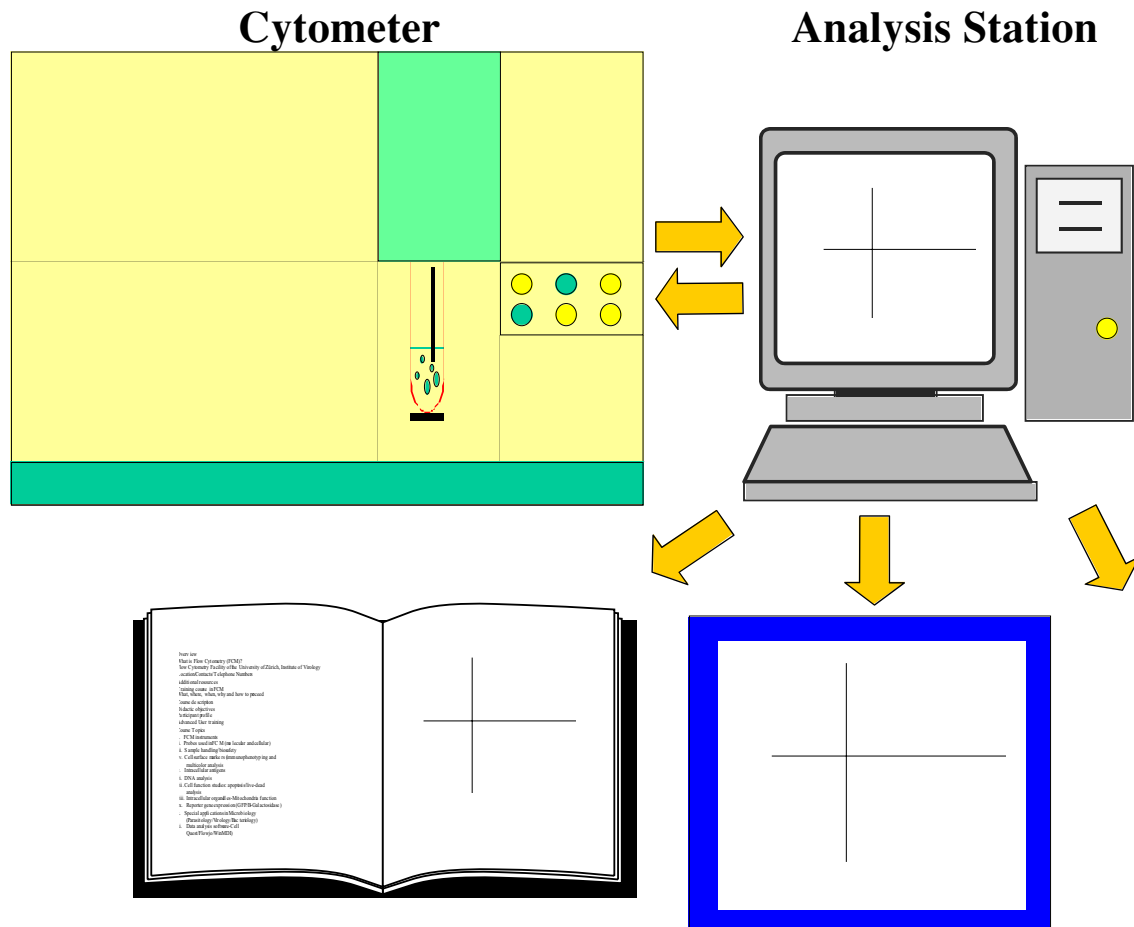 Cytometer
Analysis Station
What is Flow Cytometry (FCM)?
Flow Cytometry Facility of the University of Zürich, Institute of Virology
Location/Contacts/Telephone Numbers
additional resources
Training course in FCM
What, where, when, why and how to proceed
Course description
Didactic objectives
Participant profile
Advanced User training
Course Topics
FCM instruments
Probes used in FCM (molecular and cellular)
Sample handling/biosafety
Cell surface markers (immunophenotyping and
multicolor analysis
Intracellular antigens
DNA analysis
Cell function studies: apoptosis/live-dead
analysis
Intracellular organelles-Mitochondria function
Reporter gene expression (GFP/B-Galactosidase)
Special applications in Microbiology
(Parasitology/Virology/Bacteriology)
Data analysis software-Cell
Quest/Flowjo/WinMDI)